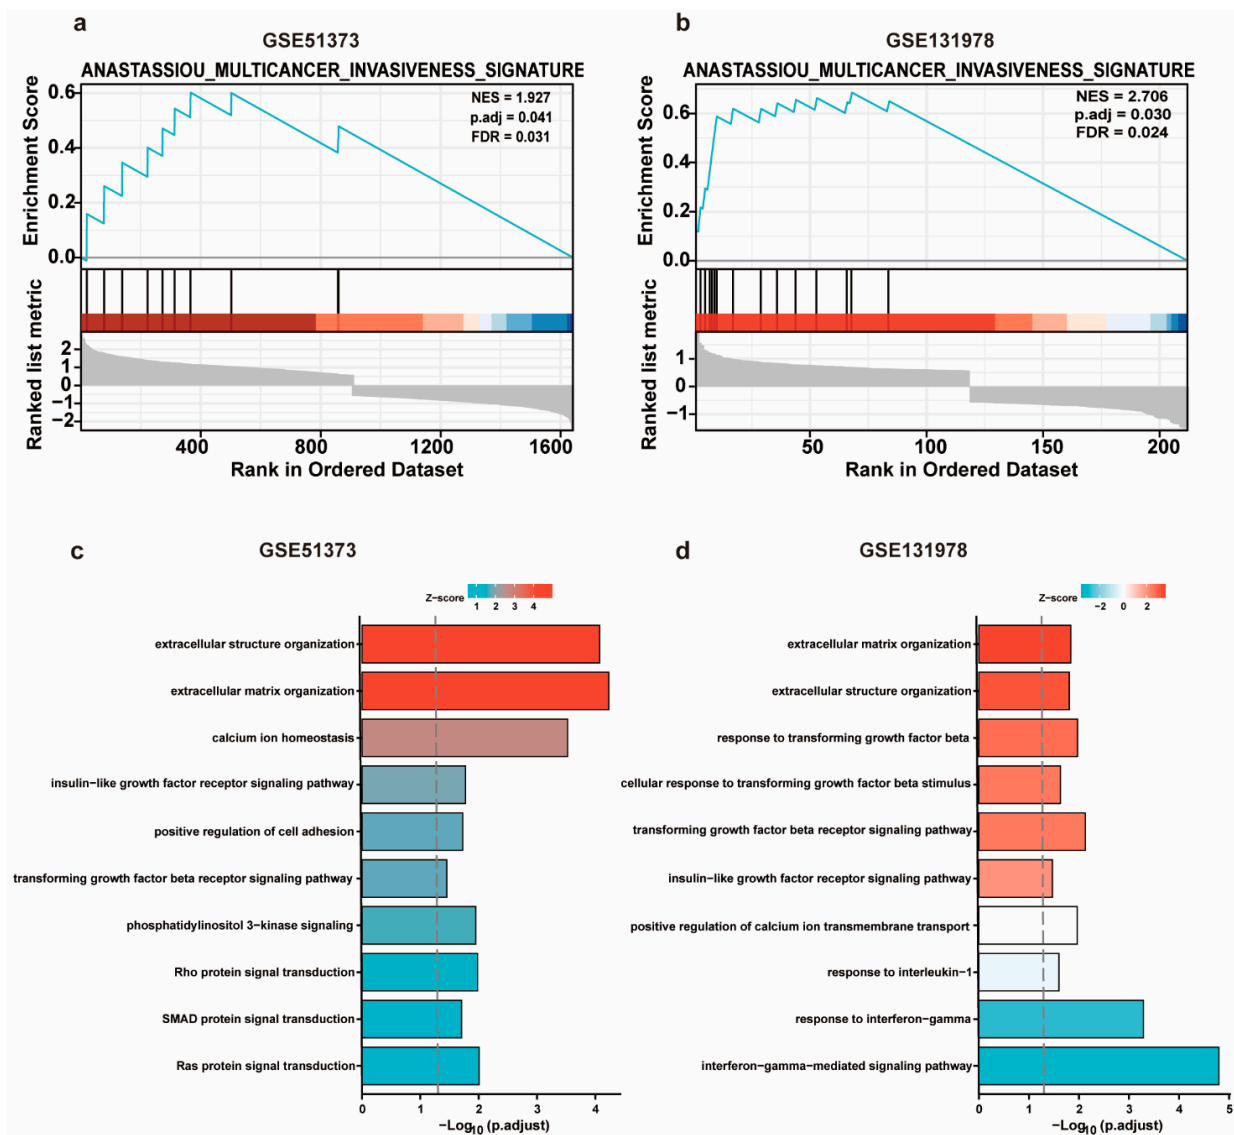 a
GSE51373
ANASTASSIOU_MULTICANCER_INVASIVENESS_SIGNATURE
NES = 1.927
p.adj = 0.041
FDR = 0.031
Enrichment Score
0.6
0.4
0.2
0.0
Ranked list metric
2
1
0
−1
−2
400 800 1200 1600
Rank in Ordered Dataset
b
GSE131978
ANASTASSIOU_MULTICANCER_INVASIVENESS_SIGNATURE
NES = 2.706
p.adj = 0.030
FDR = 0.024
Enrichment Score
0.6
0.4
0.2
0.0
Ranked list metric
1
0
−1
50 100 150 200
Rank in Ordered Dataset
c
GSE51373
Z−score
1 2 3 4
extracellular structure organization
extracellular matrix organization
calcium ion homeostasis
insulin−like growth factor receptor signaling pathway
positive regulation of cell adhesion
transforming growth factor beta receptor signaling pathway
phosphatidylinositol 3−kinase signaling
Rho protein signal transduction
SMAD protein signal transduction
Ras protein signal transduction
0 1 2 3 4
−Log10 (p.adjust)
d
GSE131978
Z−score
−2 0 2
extracellular matrix organization
extracellular structure organization
response to transforming growth factor beta
cellular response to transforming growth factor beta stimulus
transforming growth factor beta receptor signaling pathway
insulin−like growth factor receptor signaling pathway
positive regulation of calcium ion transmembrane transport
response to interleukin−1
response to interferon−gamma
interferon−gamma−mediated signaling pathway
0 1 2 3 4 5
−Log10 (p.adjust)